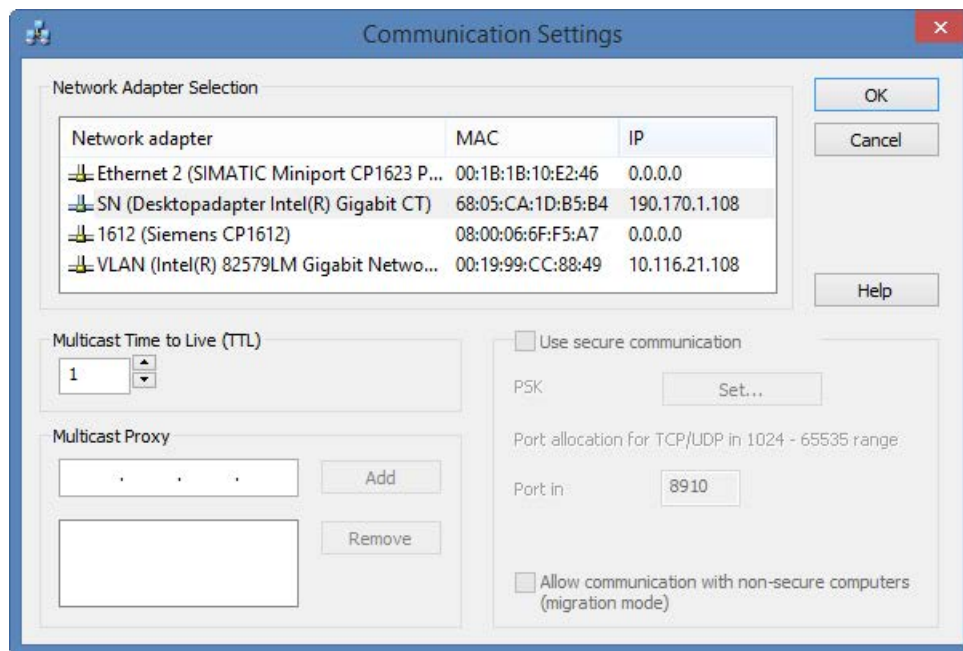 Communication Settings
Network Adapter Selection
OK
Cancel
Network adapter MAC IP
Ethernet 2 (SIMATIC Miniport CP1623 P... 00:1B:1B:10:E2:46 0.0.0.0
SN (Desktopadapter Intel(R) Gigabit CT) 68:05:CA:1D:B5:B4 190.170.1.108
1612 (Siemens CP1612) 08:00:06:6F:F5:A7 0.0.0.0
VLAN (Intel(R) 82579LM Gigabit Netwo... 00:19:99:CC:88:49 10.116.21.108
Help
Multicast Time to Live (TTL)
1
Multicast Proxy
. . .
Add
Remove
Use secure communication
PSK Set...
Port allocation for TCP/UDP in 1024 - 65535 range
Port in 8910
Allow communication with non-secure computers
(migration mode)